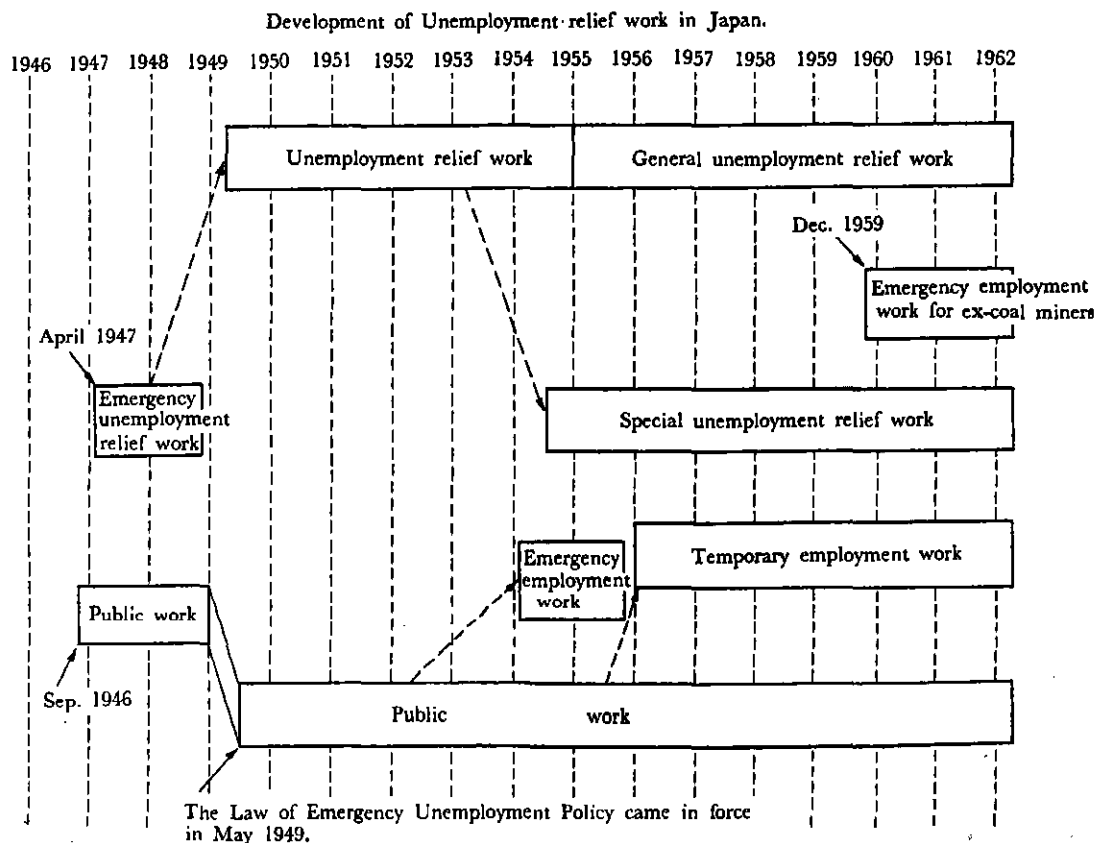 Development of Unemployment relief work in Japan.
1946 1947 1948 1949 1950 1951 1952 1953 1954 1955 1956 1957 1958 1959 1960 1961 1962
Unemployment relief work
General unemployment relief work
Dec. 1959
Emergency employment
work for ex-coal miners
April 1947
Emergency
unemployment
relief work
Special unemployment relief work
Emergency
employment
work
Temporary employment work
Public work
Sep. 1946
Public work
The Law of Emergency Unemployment Policy came in force
in May 1949.